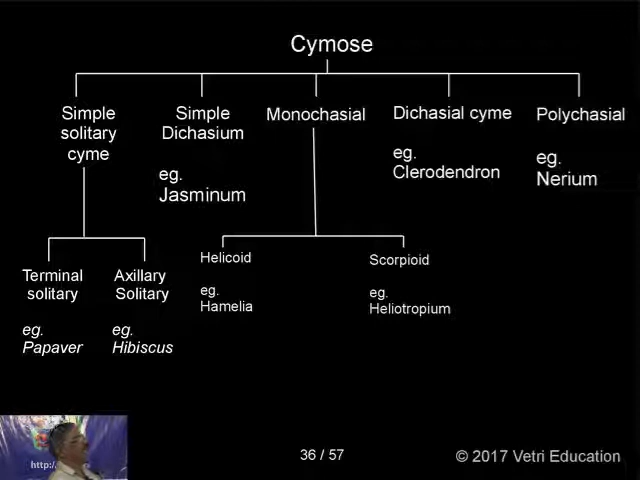 Cymose
Simple
solitary
cyme
Simple
Dichasium
eg.
Jasminum
Monochasial
Dichasial cyme
eg.
Clerodendron
Polychasial
eg.
Nerium
Terminal
solitary
eg.
Papaver
Axillary
Solitary
eg.
Hibiscus
Helicoid
eg.
Hamelia
Scorpioid
eg.
Heliotropium
http:/
36 / 57
© 2017 Vetri Education